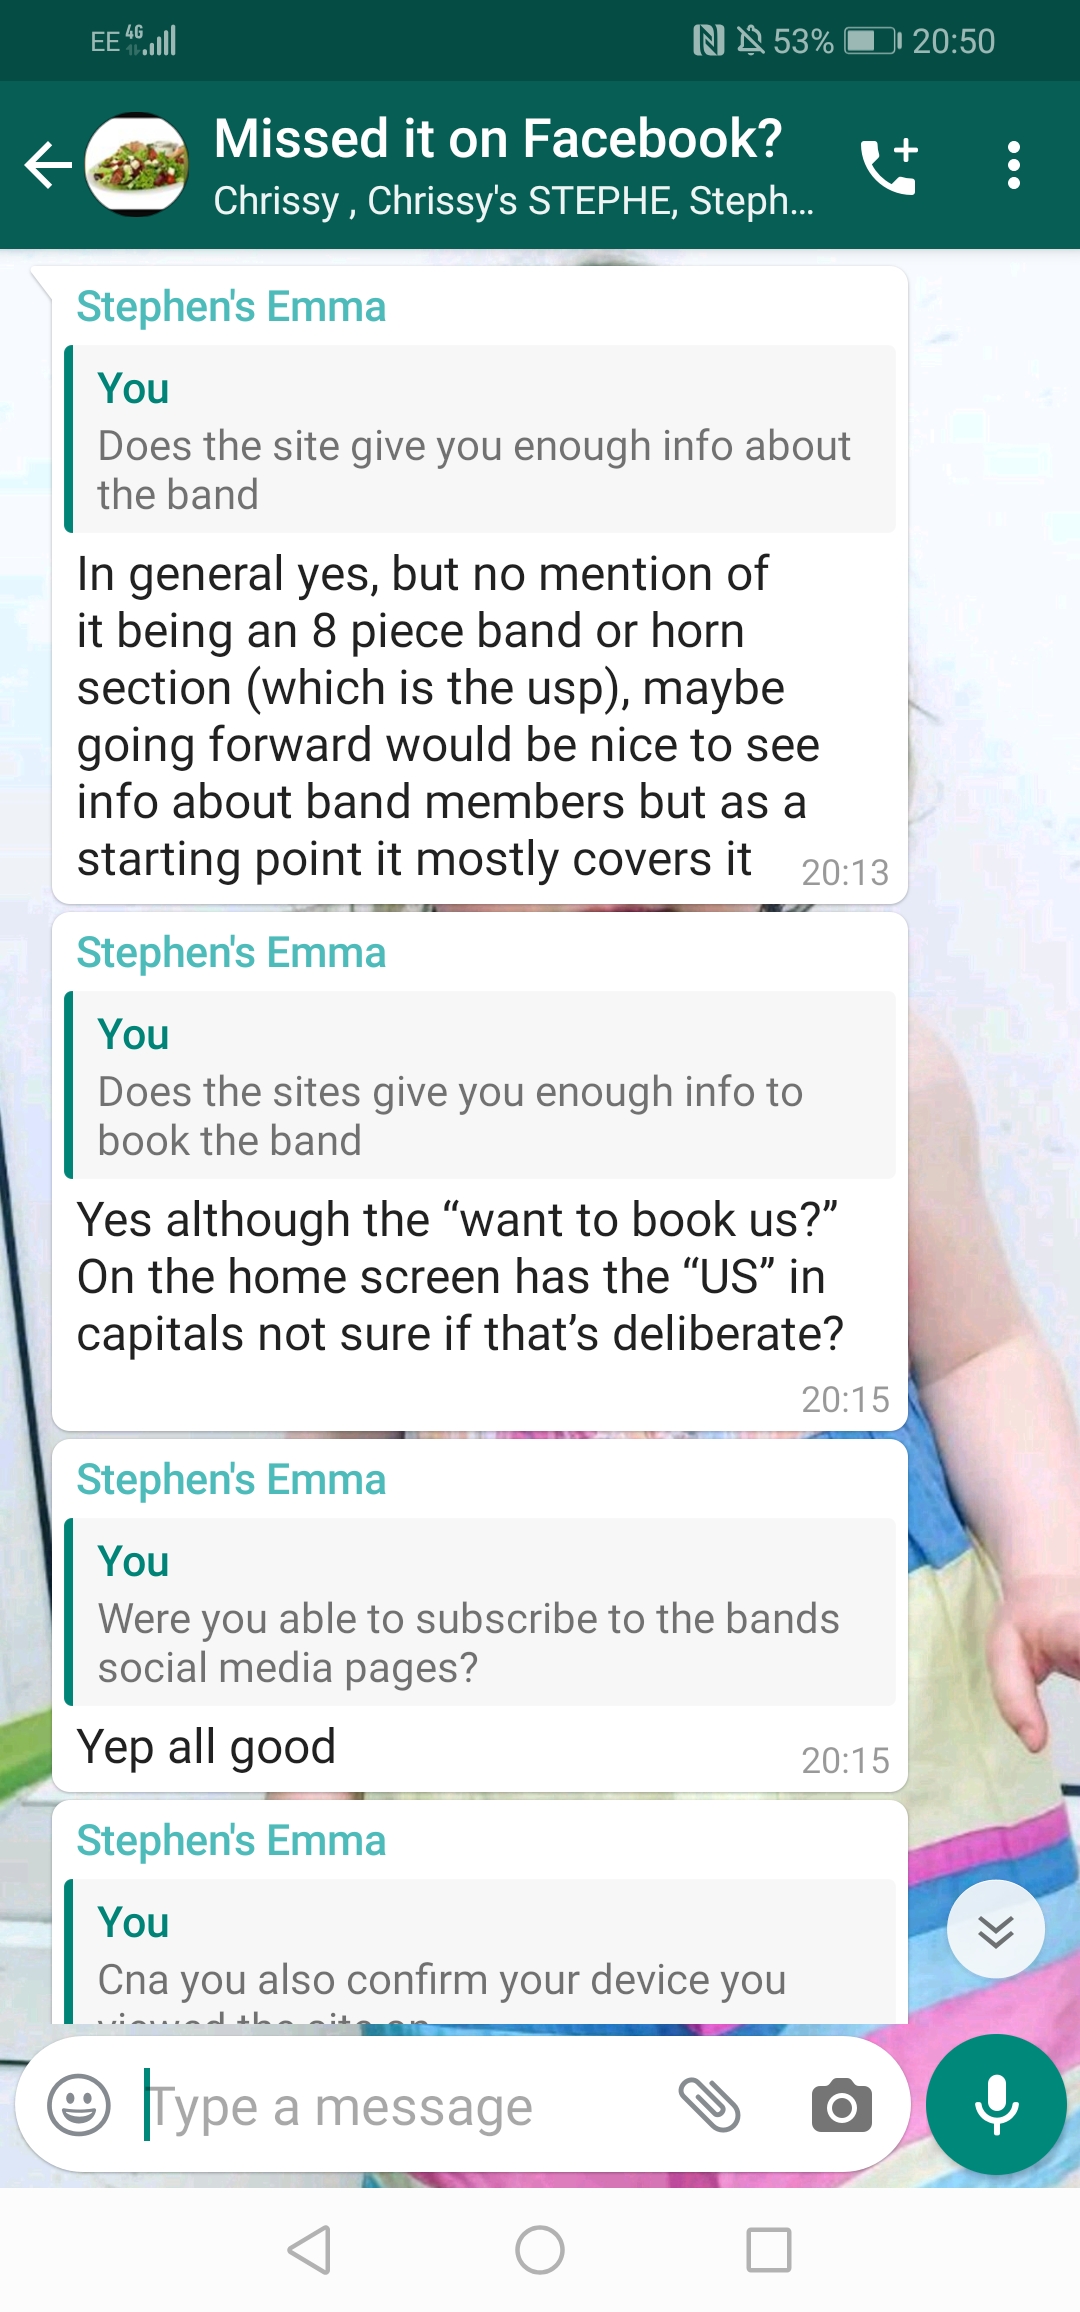 EE 4G 53% 20:50
Missed it on Facebook?
Chrissy , Chrissy's STEPHE, Steph...
Stephen's Emma
You
Does the site give you enough info about
the band
In general yes, but no mention of
it being an 8 piece band or horn
section (which is the usp), maybe
going forward would be nice to see
info about band members but as a
starting point it mostly covers it 20:13
Stephen's Emma
You
Does the sites give you enough info to
book the band
Yes although the “want to book us?”
On the home screen has the “US” in
capitals not sure if that’s deliberate?
20:15
Stephen's Emma
You
Were you able to subscribe to the bands
social media pages?
Yep all good 20:15
Stephen's Emma
You
Cna you also confirm your device you
viewed the site on
Type a message